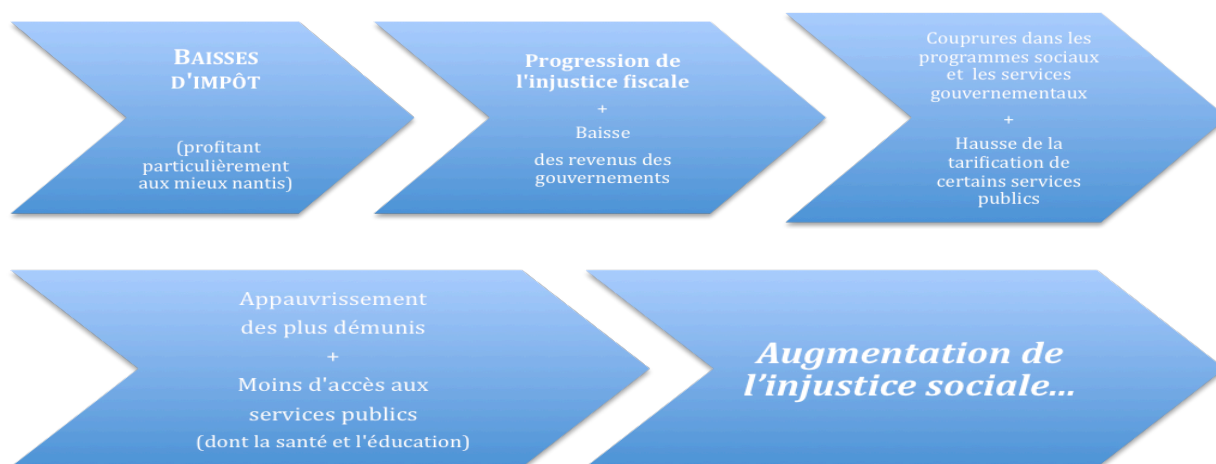 BAISSES
D'IMPÔT
(profitant
particulièrement
aux mieux nantis)
Progression de
l'injustice fiscale
+
Baisse
des revenus des
gouvernements
Couprures dans les
programmes sociaux
et les services
gouvernementaux
+
Hausse de la
tarification de
certains services
publics
Appauvrissement
des plus démunis
+
Moins d'accès aux
services publics
(dont la santé et l'éducation)
Augmentation de
l’injustice sociale...